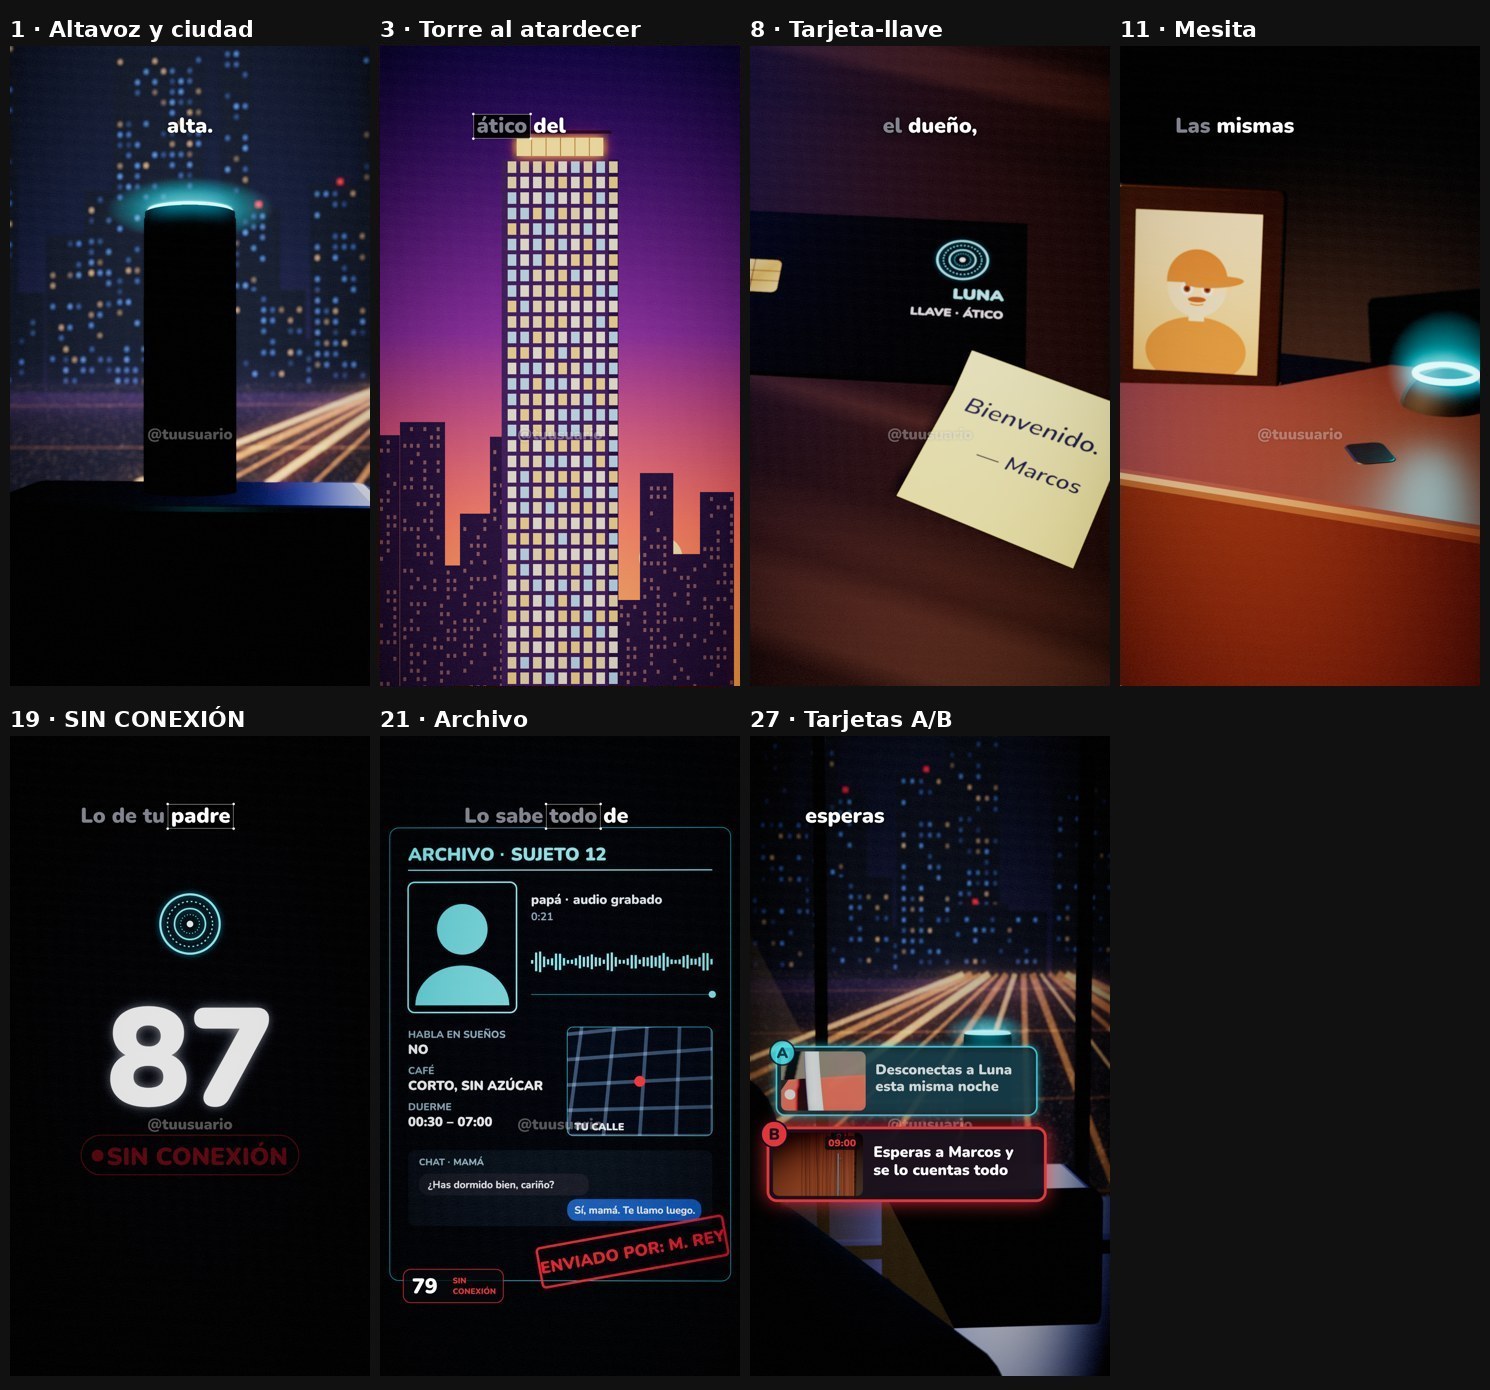 1 · Altavoz y ciudad
alta.
@tuusuario
3 · Torre al atardecer
ático del
@tuusuario
8 · Tarjeta-llave
el dueño,
LUNA
LLAVE · ÁTICO
@tuusuario
Bienvenido.
— Marcos
11 · Mesita
Las mismas
@tuusuario
19 · SIN CONEXIÓN
Lo de tu padre
87
@tuusuario
SIN CONEXIÓN
21 · Archivo
Lo sabe todo de
ARCHIVO · SUJETO 12
papá · audio grabado
0:21
HABLA EN SUEÑOS
NO
CAFÉ
CORTO, SIN AZÚCAR
DUERME
00:30 – 07:00
@tuusuario
TU CALLE
CHAT · MAMÁ
¿Has dormido bien, cariño?
Sí, mamá. Te llamo luego.
ENVIADO POR: M. REY
79
SIN
CONEXIÓN
27 · Tarjetas A/B
esperas
A
Desconectas a Luna
esta misma noche
@tuusuario
B
09:00
Esperas a Marcos y
se lo cuentas todo